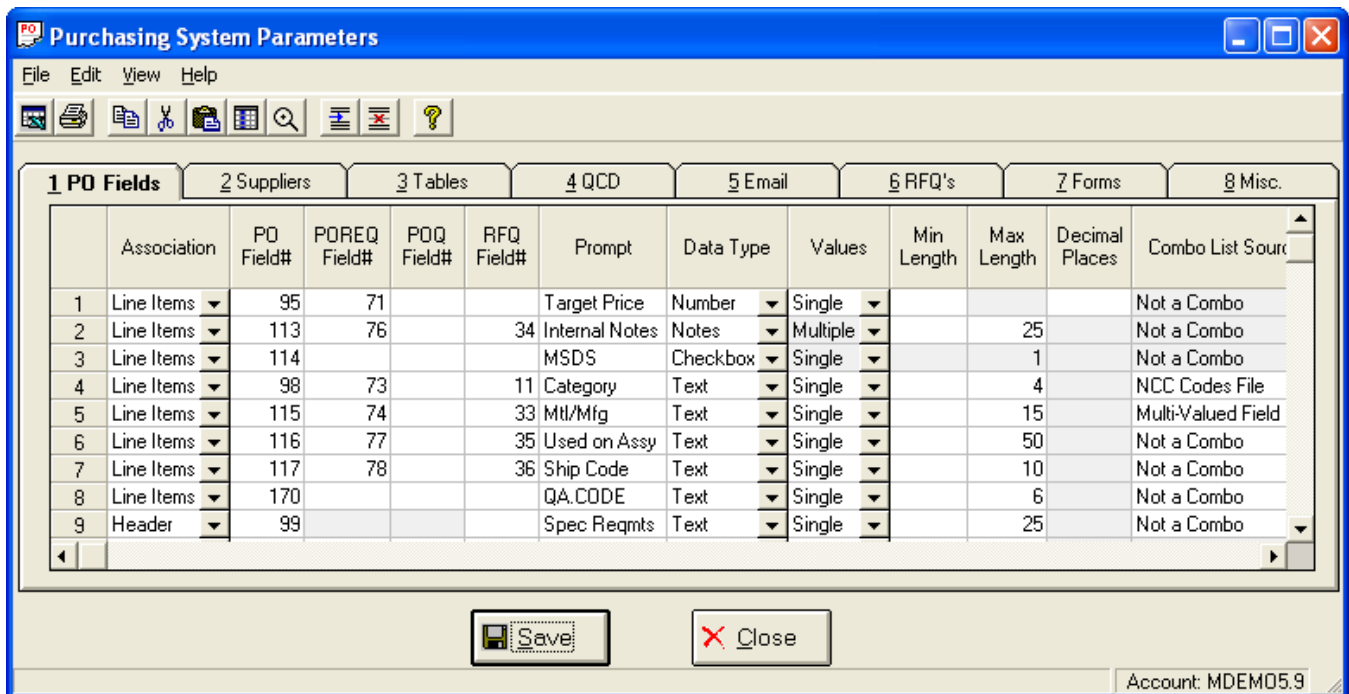 PO Purchasing System Parameters
File Edit View Help
1 PO Fields 2 Suppliers 3 Tables 4 QCD 5 Email 6 RFQ's 7 Forms 8 Misc.
Association PO Field# POREQ Field# POQ Field# RFQ Field# Prompt Data Type Values Min Length Max Length Decimal Places Combo List Sourc
1 Line Items 95 71 Target Price Number Single Not a Combo
2 Line Items 113 76 34 Internal Notes Notes Multiple 25 Not a Combo
3 Line Items 114 MSDS Checkbox Single 1 Not a Combo
4 Line Items 98 73 11 Category Text Single 4 NCC Codes File
5 Line Items 115 74 33 Mtl/Mfg Text Single 15 Multi-Valued Field
6 Line Items 116 77 35 Used on Assy Text Single 50 Not a Combo
7 Line Items 117 78 36 Ship Code Text Single 10 Not a Combo
8 Line Items 170 QA.CODE Text Single 6 Not a Combo
9 Header 99 Spec Reqmts Text Single 25 Not a Combo
Save Close
Account: MDEMO5.9